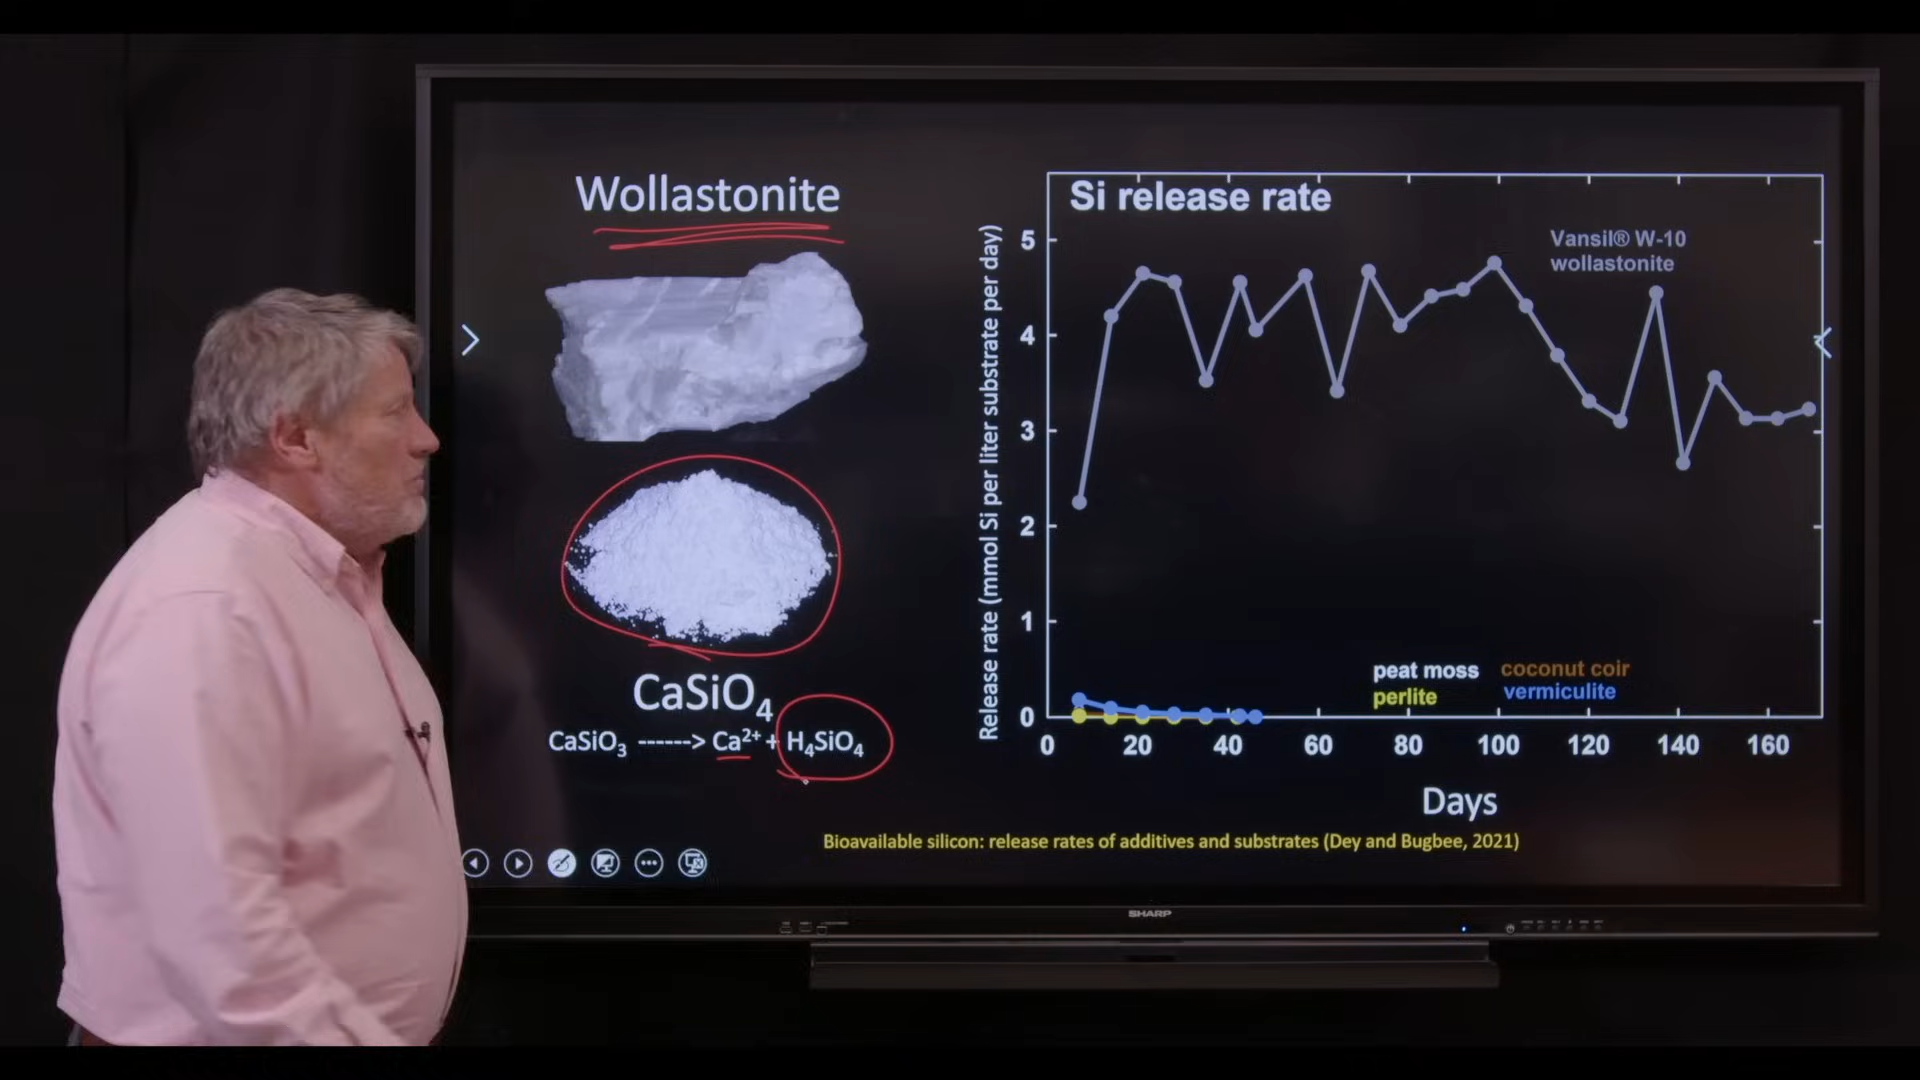 Wollastonite
CaSiO₄
CaSiO₃ ------> Ca²⁺ + H₄SiO₄
Si release rate
Vansil® W-10
wollastonite
Release rate (mmol Si per liter substrate per day)
5
4
3
2
1
0
peat moss coconut coir
perlite vermiculite
0 20 40 60 80 100 120 140 160
Days
Bioavailable silicon: release rates of additives and substrates (Dey and Bugbee, 2021)
SHARP